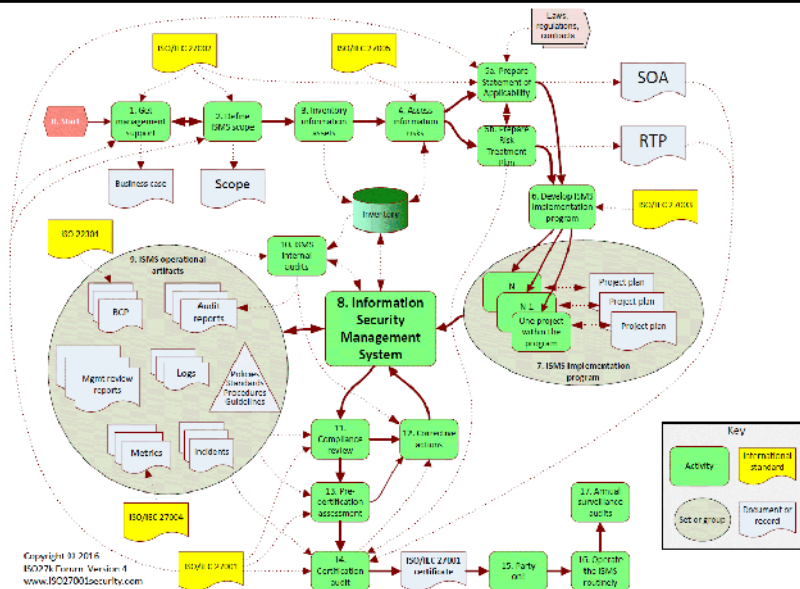 Laws,
regulations,
contracts
ISO/IEC 27002
ISO/IEC 27005
5a. Prepare
Statement of
Applicability
SOA
0. Start
1. Get
management
support
2. Define
ISMS scope
3. Inventory
information
assets
4. Assess
information
risks
5b. Prepare
Risk
Treatment
Plan
RTP
Business case
Scope
Inventory
6. Develop ISMS
implementation
program
ISO/IEC 27003
ISO 22301
10. ISMS
internal
audits
9. ISMS operational
artifacts
BCP
Audit
reports
Mgmt review
reports
Logs
Policies
Standards
Procedures
Guidelines
Metrics
Incidents
8. Information
Security
Management
System
N
N-1
One project
within the
program
Project plan
Project plan
Project plan
7. ISMS implementation
program
11.
Compliance
review
12. Corrective
actions
13. Pre-
certification
assessment
ISO/IEC 27004
ISO/IEC 27001
14.
Certification
audit
ISO/IEC 27001
certificate
15. Party
on!
16. Operate
the ISMS
routinely
17. Annual
surveillance
audits
Key
Activity
International
standard
Set or group
Document or
record
Copyright © 2016
ISO27k Forum Version 4
www.ISO27001security.com